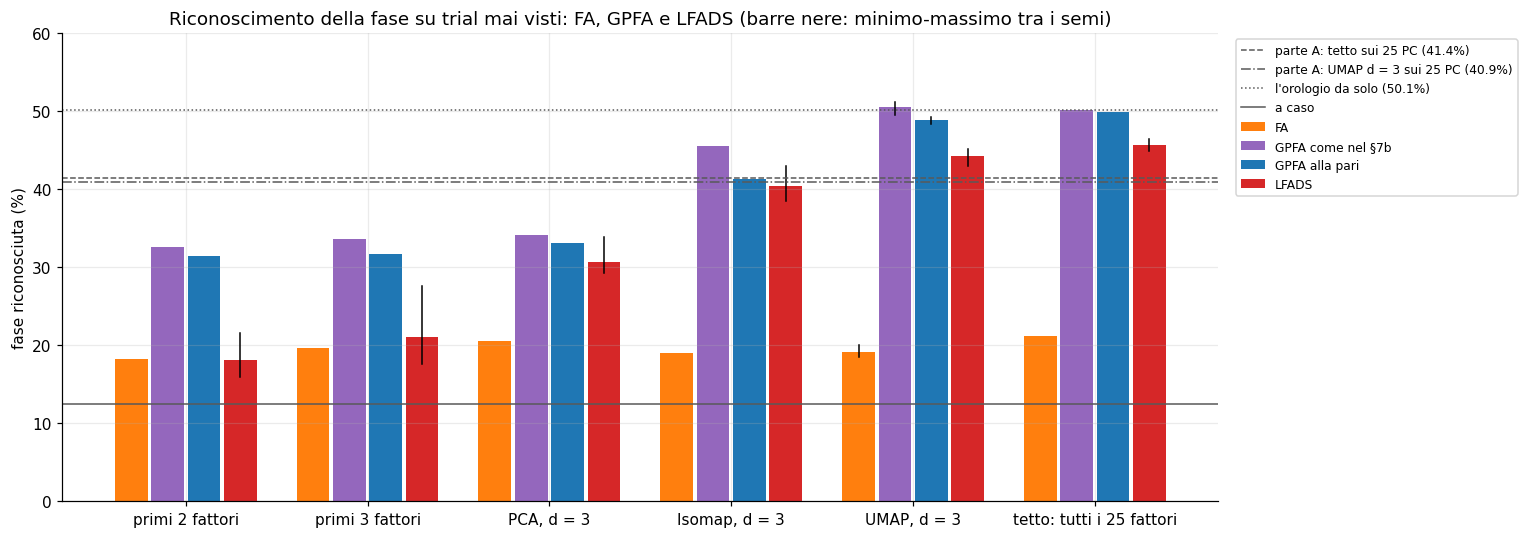 Riconoscimento della fase su trial mai visti: FA, GPFA e LFADS (barre nere: minimo-massimo tra i semi)
fase riconosciuta (%)
60
50
40
30
20
10
0
primi 2 fattori
primi 3 fattori
PCA, d = 3
Isomap, d = 3
UMAP, d = 3
tetto: tutti i 25 fattori
parte A: tetto sui 25 PC (41.4%)
parte A: UMAP d = 3 sui 25 PC (40.9%)
l'orologio da solo (50.1%)
a caso
FA
GPFA come nel §7b
GPFA alla pari
LFADS